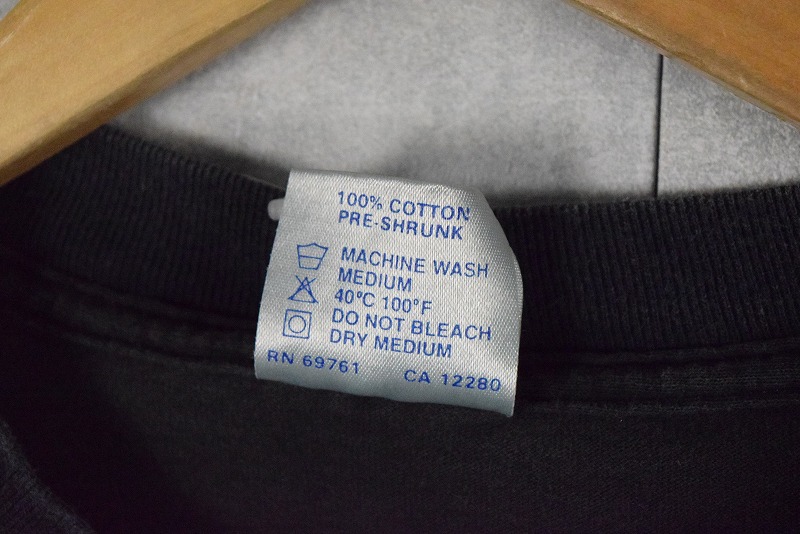 100% COTTON
PRE-SHRUNK
MACHINE WASH
MEDIUM
40°C 100°F
DO NOT BLEACH
DRY MEDIUM
RN 69761 CA 12280